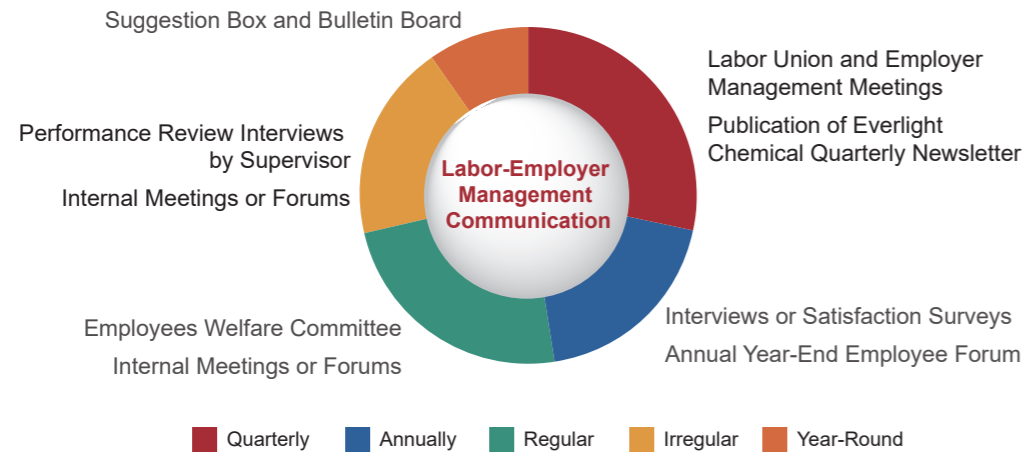 Suggestion Box and Bulletin Board
Labor Union and Employer
Management Meetings
Publication of Everlight
Chemical Quarterly Newsletter
Performance Review Interviews
by Supervisor
Internal Meetings or Forums
Labor-Employer
Management
Communication
Employees Welfare Committee
Internal Meetings or Forums
Interviews or Satisfaction Surveys
Annual Year-End Employee Forum
Quarterly
Annually
Regular
Irregular
Year-Round